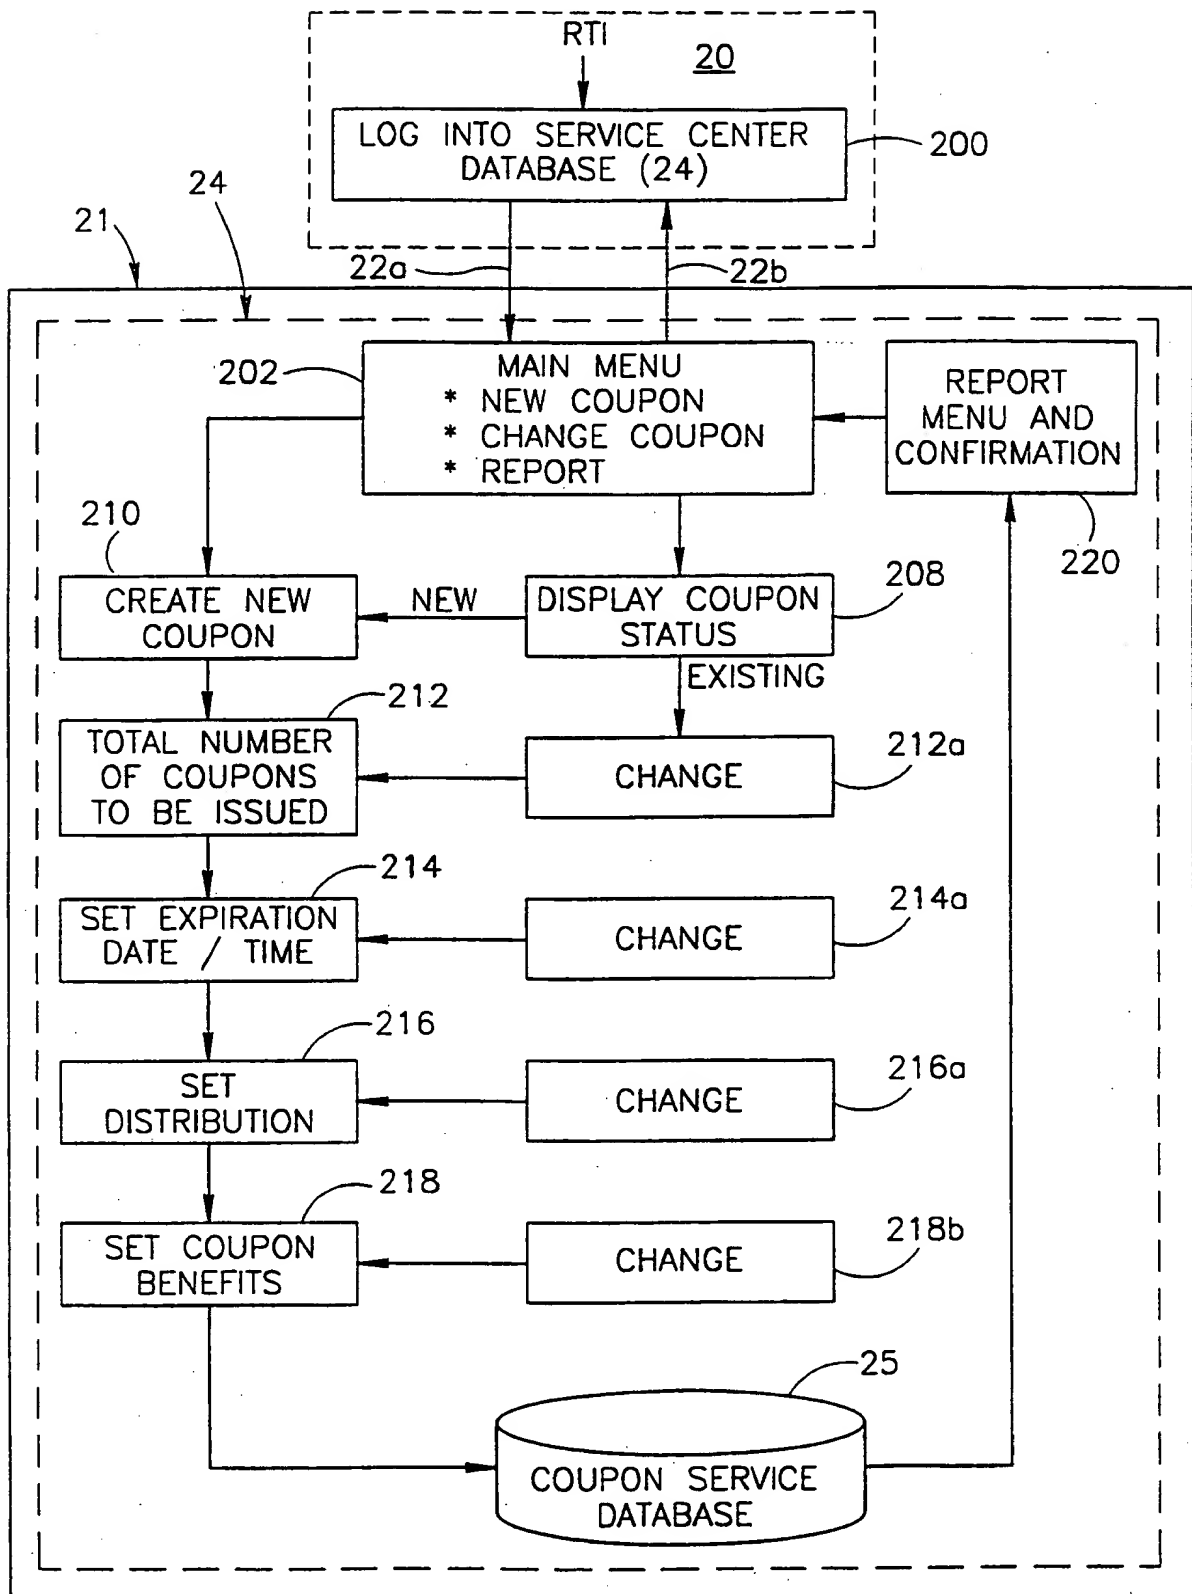 RTI
20
LOG INTO SERVICE CENTER
DATABASE (24)
200
24
21
22a
22b
202
MAIN MENU
* NEW COUPON
* CHANGE COUPON
* REPORT
REPORT
MENU AND
CONFIRMATION
220
210
CREATE NEW
COUPON
NEW
DISPLAY COUPON
STATUS
208
EXISTING
212
TOTAL NUMBER
OF COUPONS
TO BE ISSUED
CHANGE
212a
214
SET EXPIRATION
DATE / TIME
CHANGE
214a
216
SET
DISTRIBUTION
CHANGE
216a
218
SET COUPON
BENEFITS
CHANGE
218b
25
COUPON SERVICE
DATABASE